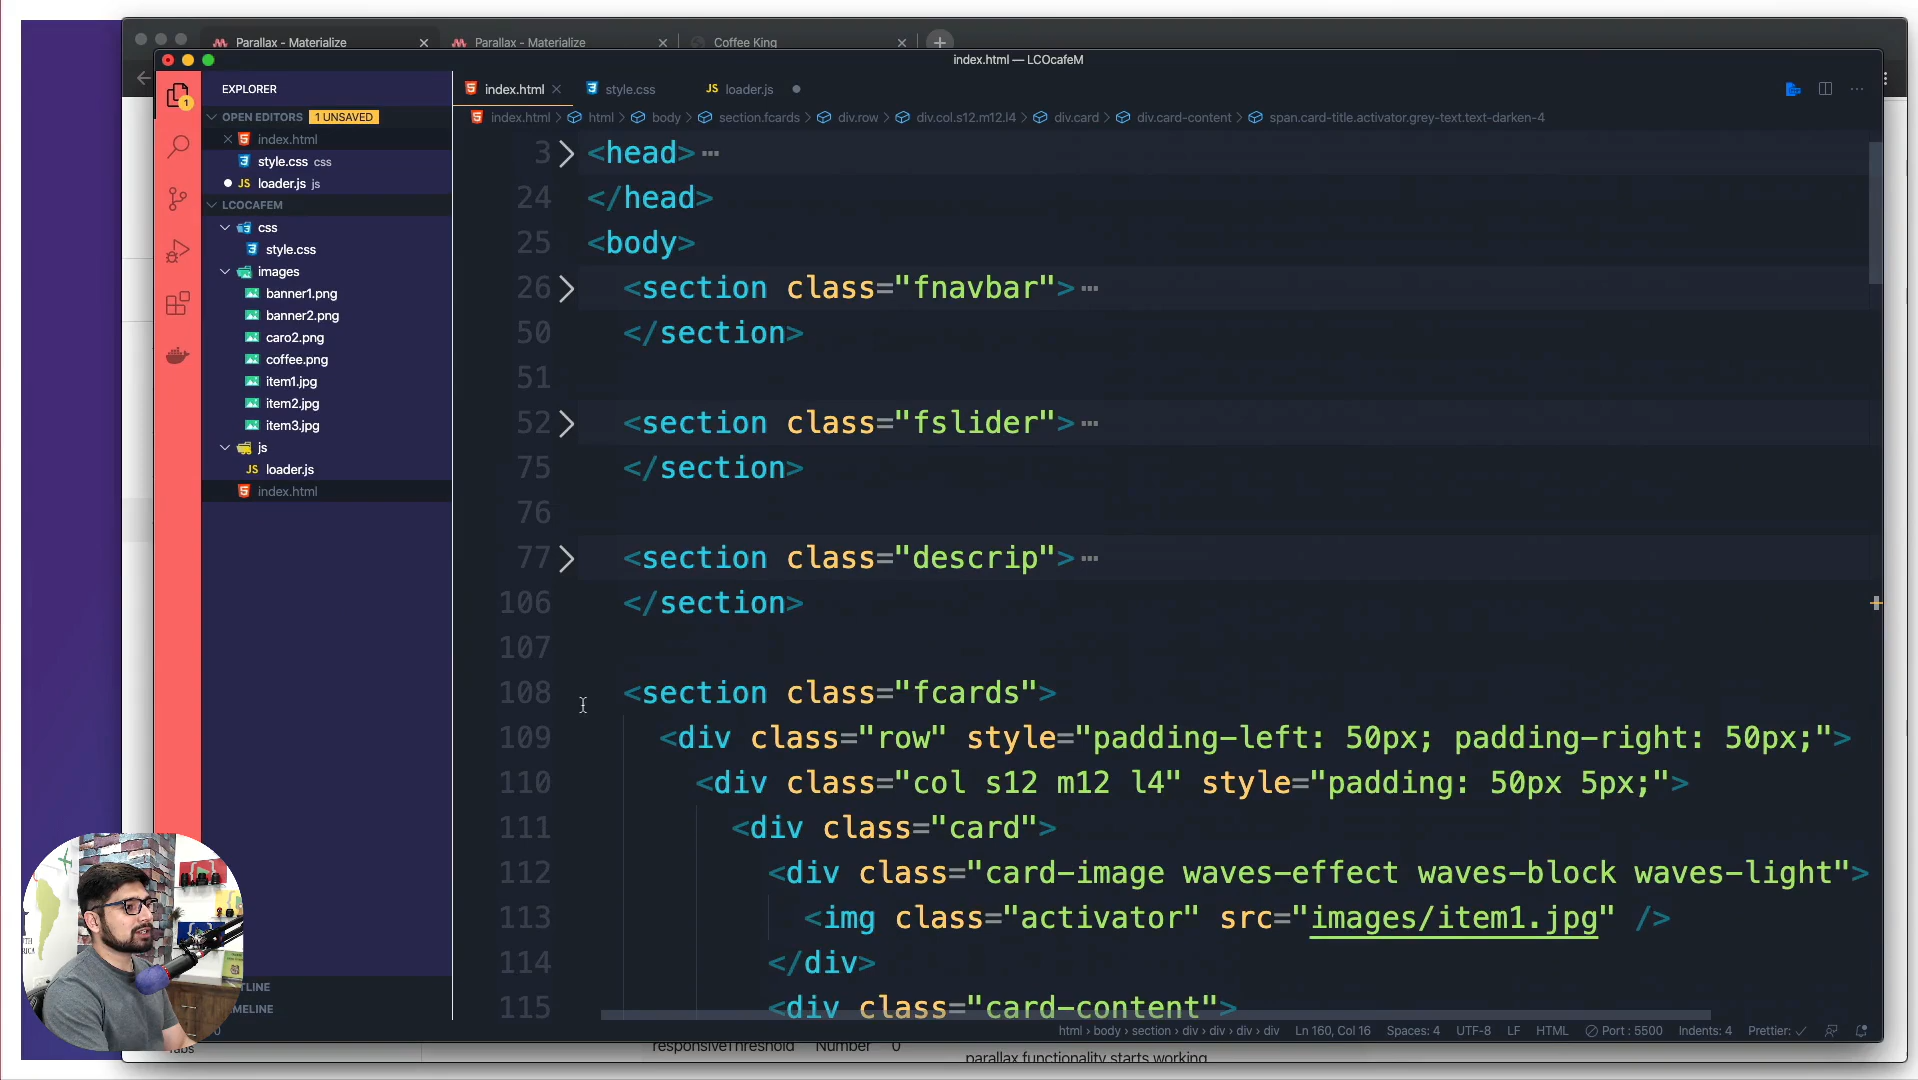 Parallax - Materialize
Parallax - Materialize
Coffee King
index.html — LCOcafeM
EXPLORER
index.html
style.css
JS loader.js
OPEN EDITORS 1 UNSAVED
index.html > html > body > section.fcards > div.row > div.col.s12.m12.l4 > div.card > div.card-content > span.card-title.activator.grey-text.text-darken-4
index.html
style.css css
JS loader.js js
LCOCAFEM
css
style.css
images
banner1.png
banner2.png
caro2.png
coffee.png
item1.jpg
item2.jpg
item3.jpg
js
JS loader.js
index.html
3 <head>
24 </head>
25 <body>
26 <section class="fnavbar">
50 </section>
51
52 <section class="fslider">
75 </section>
76
77 <section class="descrip">
106 </section>
107
108 <section class="fcards">
109 <div class="row" style="padding-left: 50px; padding-right: 50px;">
110 <div class="col s12 m12 l4" style="padding: 50px 5px;">
111 <div class="card">
112 <div class="card-image waves-effect waves-block waves-light">
113 <img class="activator" src="images/item1.jpg" />
114 </div>
115 <div class="card-content">
html > body > section > div > div > div > div Ln 160, Col 16 Spaces: 4 UTF-8 LF HTML Port : 5500 Indents: 4 Prettier: ✓
responsiveThreshold Number 0
parallax functionality starts working